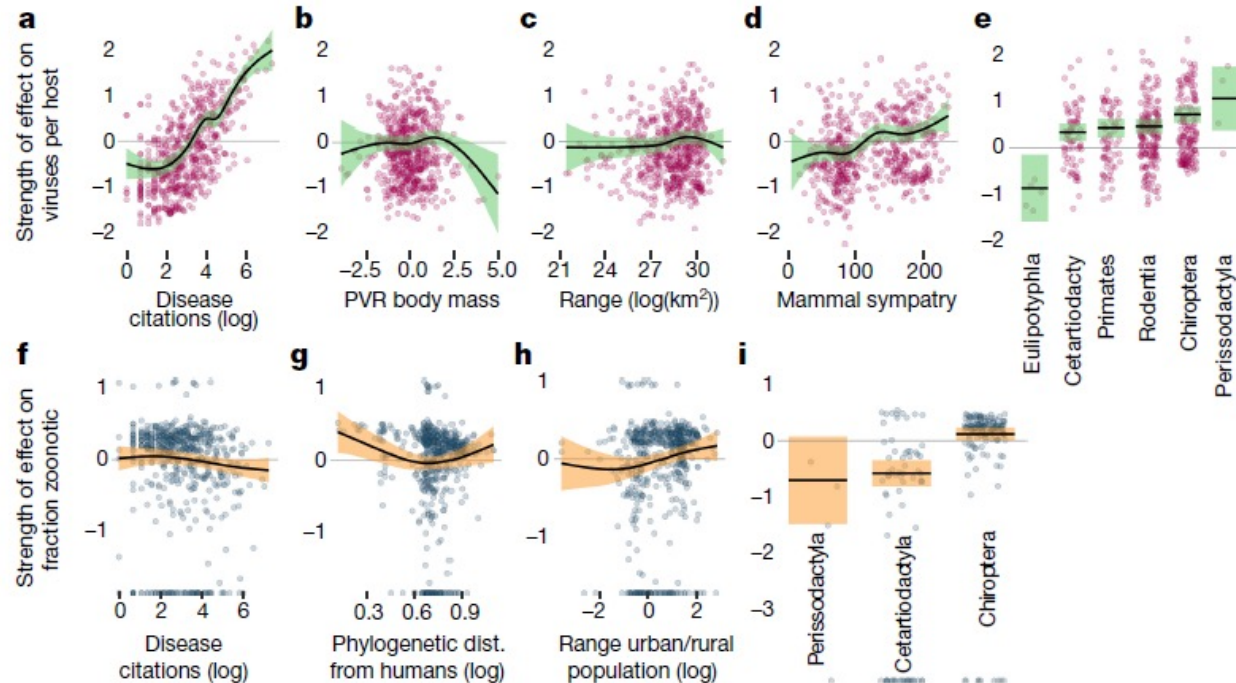 a
b
c
d
e
Strength of effect on
viruses per host
2
1
0
−1
−2
0 2 4 6
Disease
citations (log)
2
1
0
−1
−2
−2.5 0.0 2.5 5.0
PVR body mass
2
1
0
−1
−2
21 24 27 30
Range (log(km²))
2
1
0
−1
−2
0 100 200
Mammal sympatry
2
1
0
−1
−2
Eulipotyphla
Cetartiodacty
Primates
Rodentia
Chiroptera
Perissodactyla
f
g
h
i
Strength of effect on
fraction zoonotic
1
0
−1
0 2 4 6
Disease
citations (log)
1
0
−1
0.3 0.6 0.9
Phylogenetic dist.
from humans (log)
1
0
−1
−2 0 2
Range urban/rural
population (log)
1
0
−1
−2
−3
Perissodactyla
Cetartiodactyla
Chiroptera